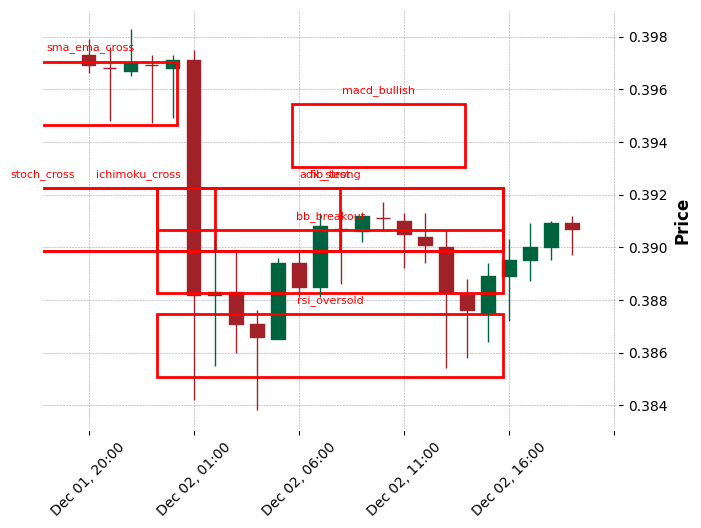 sma_ema_cross
macd_bullish
stoch_cross
ichimoku_cross
bb_breakout
rsi_oversold
0.398
0.396
0.394
0.392
0.390
0.388
0.386
0.384
Price
Dec 01, 20:00
Dec 02, 01:00
Dec 02, 06:00
Dec 02, 11:00
Dec 02, 16:00